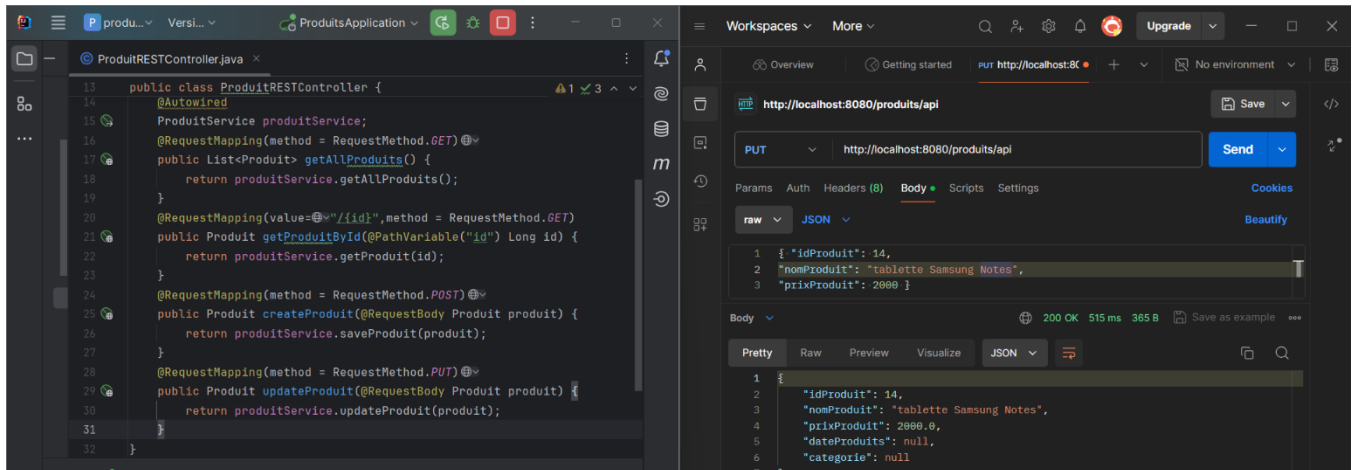 P produ... Versi... ProduitsApplication
ProduitRESTController.java
13 public class ProduitRESTController {
1 3
14 @Autowired
15 ProduitService produitService;
16 @RequestMapping(method = RequestMethod.GET)
17 public List<Produit> getAllProduits() {
18 return produitService.getAllProduits();
19 }
20 @RequestMapping(value="/{id}",method = RequestMethod.GET)
21 public Produit getProduitById(@PathVariable("id") Long id) {
22 return produitService.getProduit(id);
23 }
24 @RequestMapping(method = RequestMethod.POST)
25 public Produit createProduit(@RequestBody Produit produit) {
26 return produitService.saveProduit(produit);
27 }
28 @RequestMapping(method = RequestMethod.PUT)
29 public Produit updateProduit(@RequestBody Produit produit) {
30 return produitService.updateProduit(produit);
31 }
32 }
m
Workspaces More Upgrade
Overview Getting started PUT http://localhost:80 No environment
HTTP http://localhost:8080/produits/api Save
PUT http://localhost:8080/produits/api Send
Params Auth Headers (8) Body Scripts Settings Cookies
raw JSON Beautify
1 { "idProduit": 14,
2 "nomProduit": "tablette Samsung Notes",
3 "prixProduit": 2000 }
Body 200 OK 515 ms 365 B Save as example
Pretty Raw Preview Visualize JSON
1 {
2 "idProduit": 14,
3 "nomProduit": "tablette Samsung Notes",
4 "prixProduit": 2000.0,
5 "dateProduits": null,
6 "categorie": null